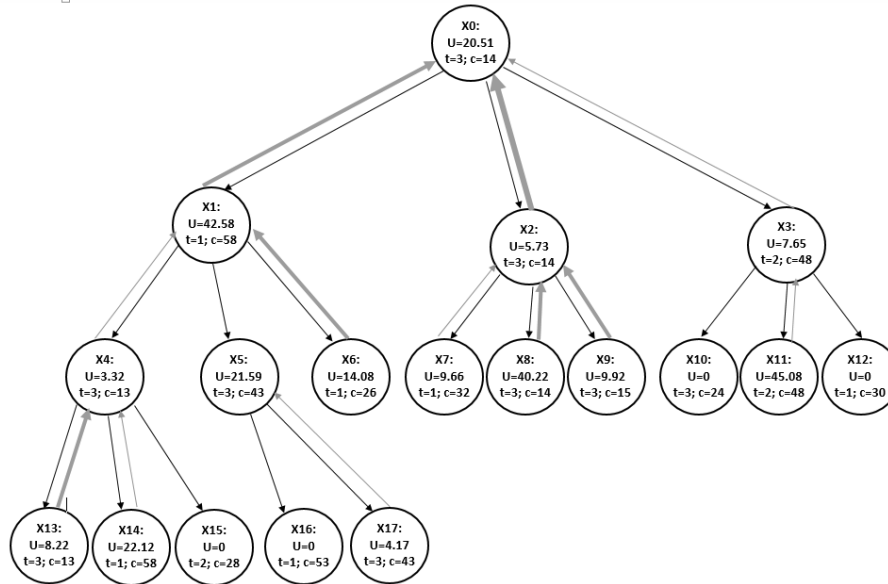 X0:
U=20.51
t=3; c=14
X1:
U=42.58
t=1; c=58
X2:
U=5.73
t=3; c=14
X3:
U=7.65
t=2; c=48
X4:
U=3.32
t=3; c=13
X5:
U=21.59
t=3; c=43
X6:
U=14.08
t=1; c=26
X7:
U=9.66
t=1; c=32
X8:
U=40.22
t=3; c=14
X9:
U=9.92
t=3; c=15
X10:
U=0
t=3; c=24
X11:
U=45.08
t=2; c=48
X12:
U=0
t=1; c=30
X13:
U=8.22
t=3; c=13
X14:
U=22.12
t=1; c=58
X15:
U=0
t=2; c=28
X16:
U=0
t=1; c=53
X17:
U=4.17
t=3; c=43